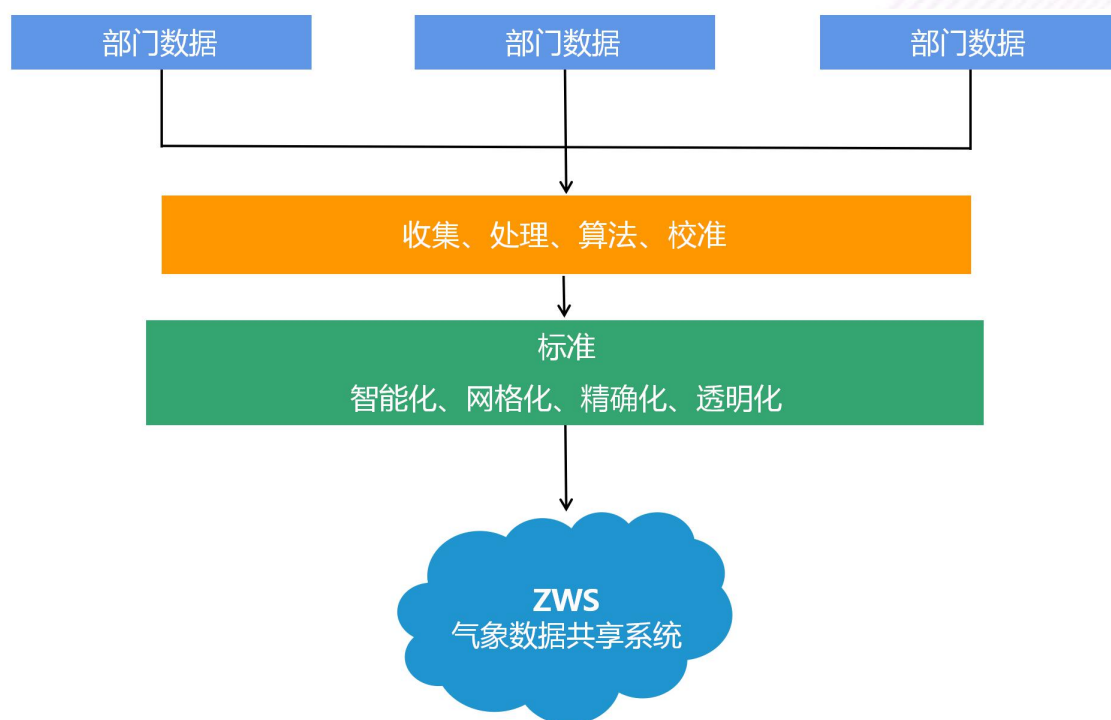 部门数据
部门数据
部门数据
收集、处理、算法、校准
标准
智能化、网格化、精确化、透明化
ZWS
气象数据共享系统